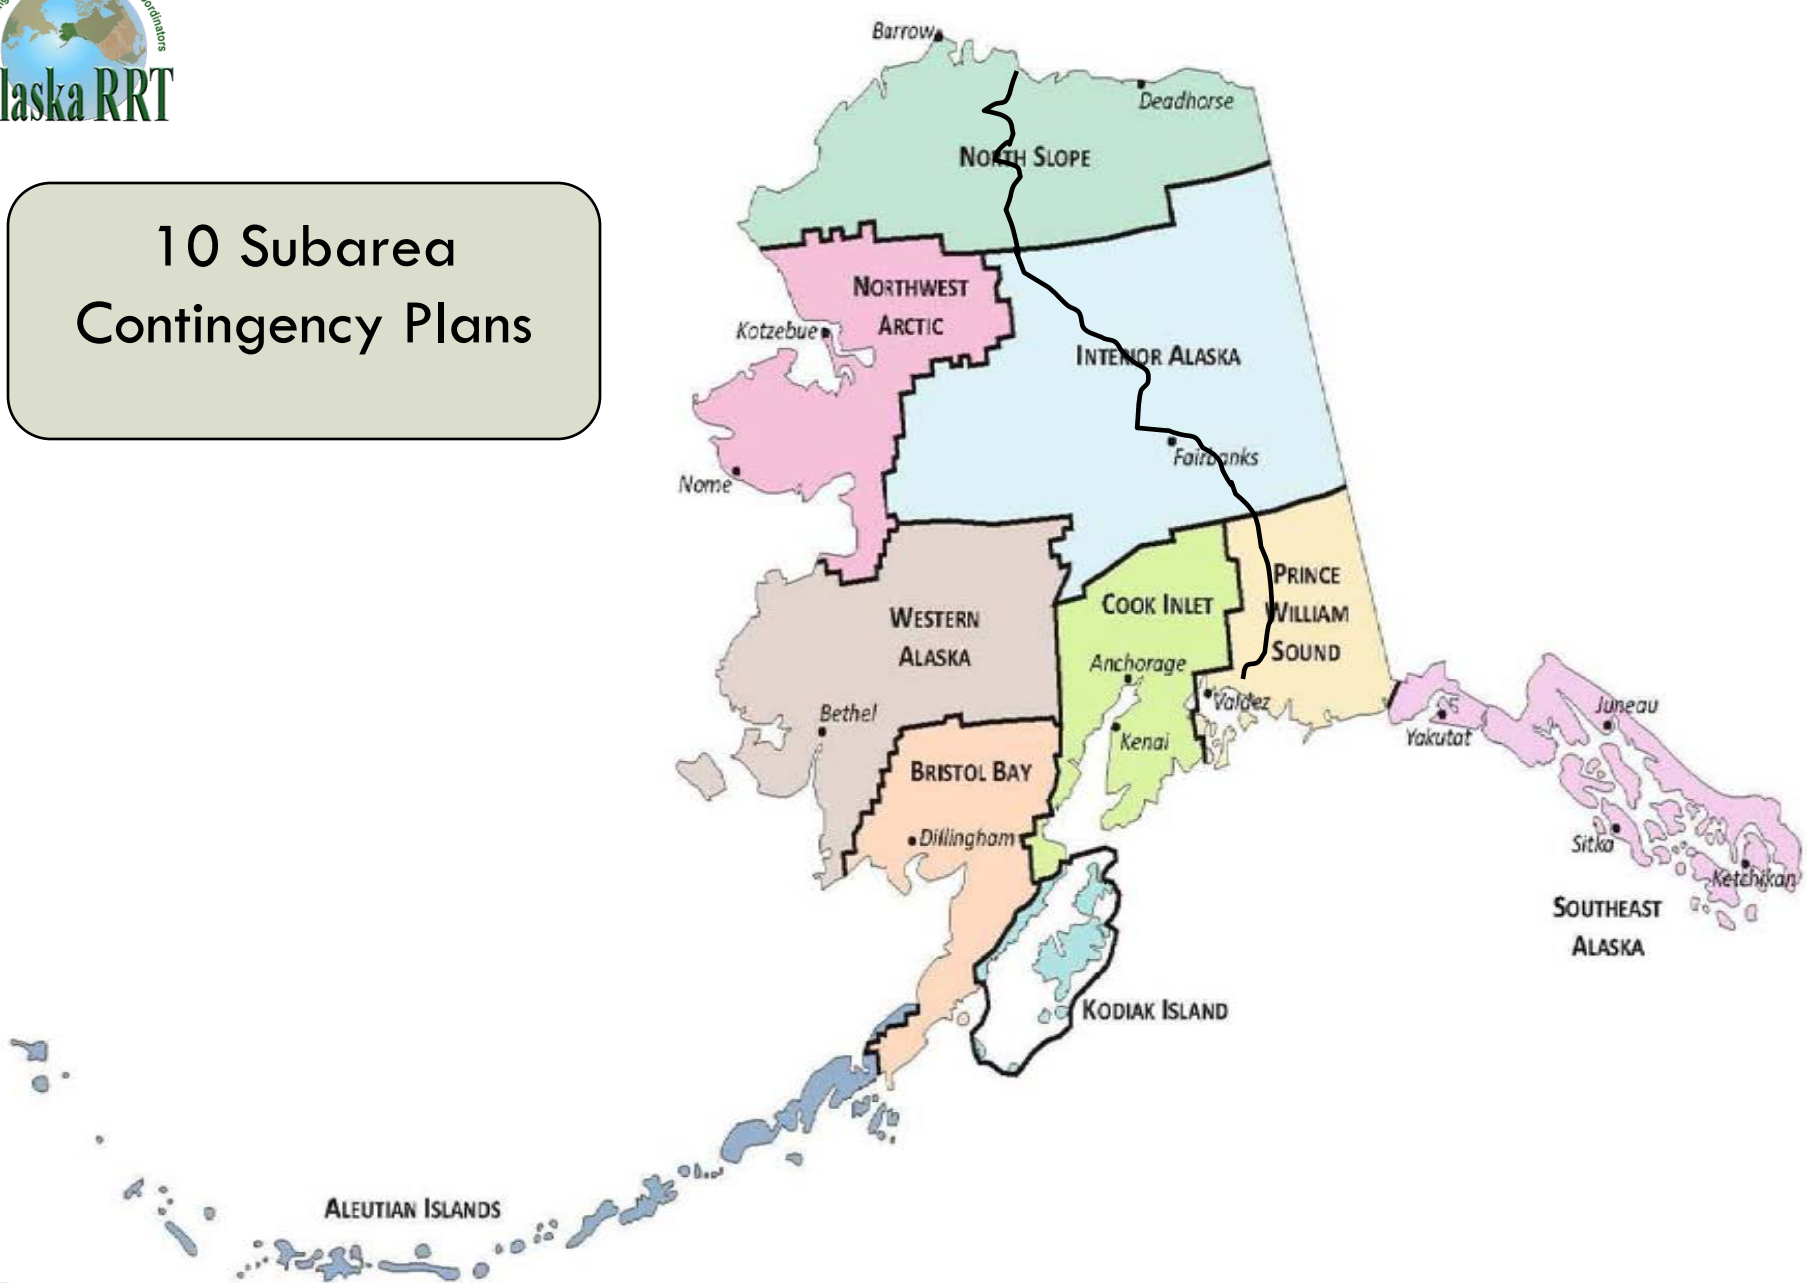 ordinators
laska RRT
10 Subarea
Contingency Plans
Barrow
Deadhorse
NORTH SLOPE
NORTHWEST
ARCTIC
Kotzebue
INTERIOR ALASKA
Fairbanks
Nome
PRINCE
WILLIAM
SOUND
COOK INLET
WESTERN
ALASKA
Anchorage
Valdez
Bethel
Kenai
Yakutat
Juneau
BRISTOL BAY
Dillingham
Sitka
Ketchikan
SOUTHEAST
ALASKA
KODIAK ISLAND
ALEUTIAN ISLANDS